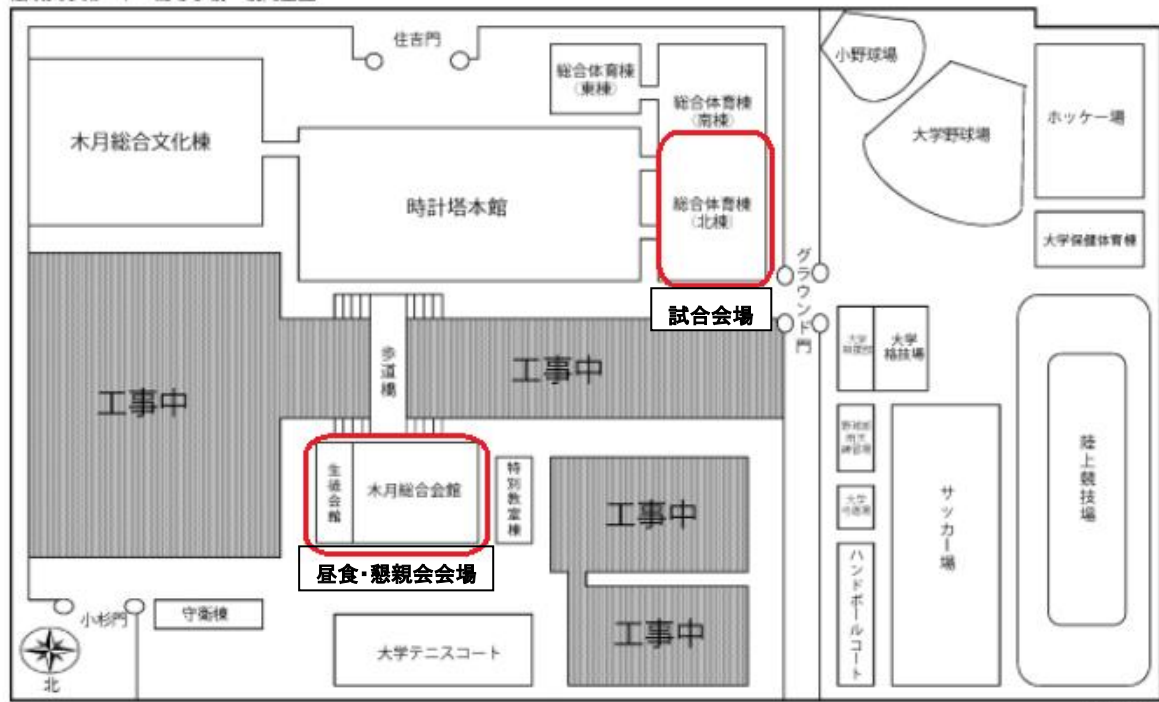 住吉門
小野球場
総合体育棟
(東棟)
総合体育棟
(南棟)
ホッケー場
大学野球場
木月総合文化棟
時計塔本館
総合体育棟
(北棟)
大学保健体育棟
グラウンド門
試合会場
大学
大学
格技場
歩道橋
工事中
工事中
生徒会館
木月総合会館
特別教室棟
工事中
サッカー場
陸上競技場
昼食・懇親会会場
ハンドボールコート
小杉門
守衛棟
工事中
大学テニスコート
北